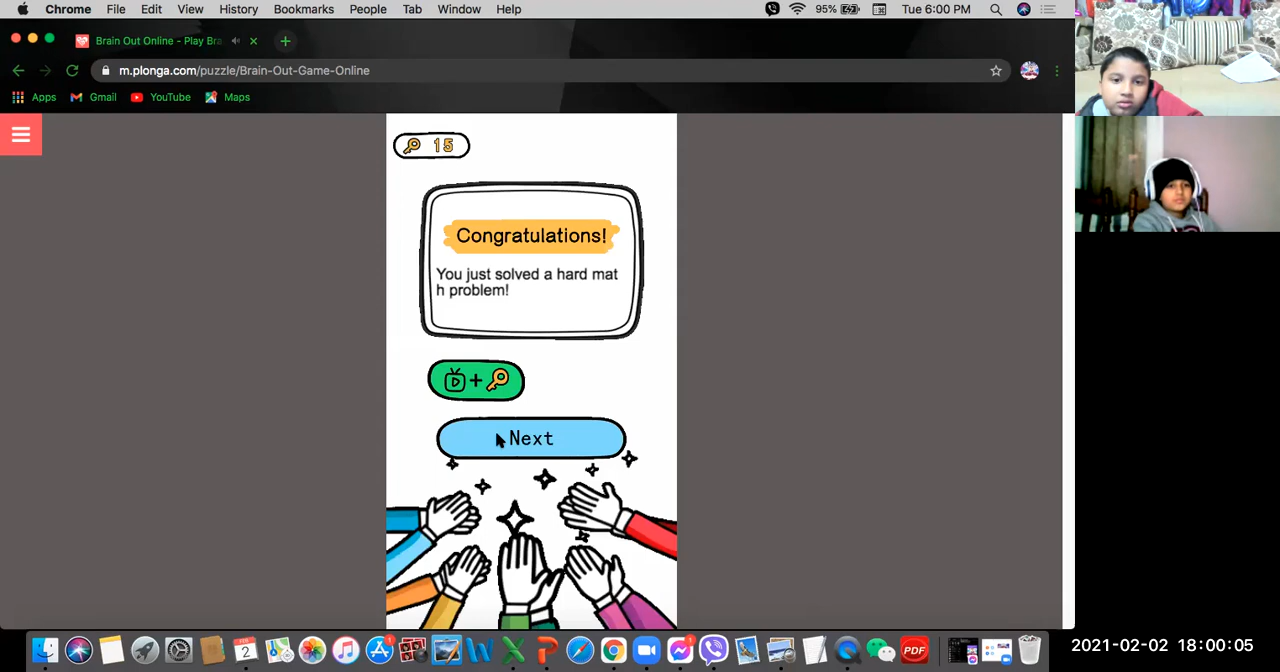 Chrome File Edit View History Bookmarks People Tab Window Help 95% Tue 6:00 PM
Brain Out Online - Play Bra
m.plonga.com/puzzle/Brain-Out-Game-Online
Apps Gmail YouTube Maps
15
Congratulations!
You just solved a hard mat
h problem!
+
Next
2021-02-02 18:00:05
PDF